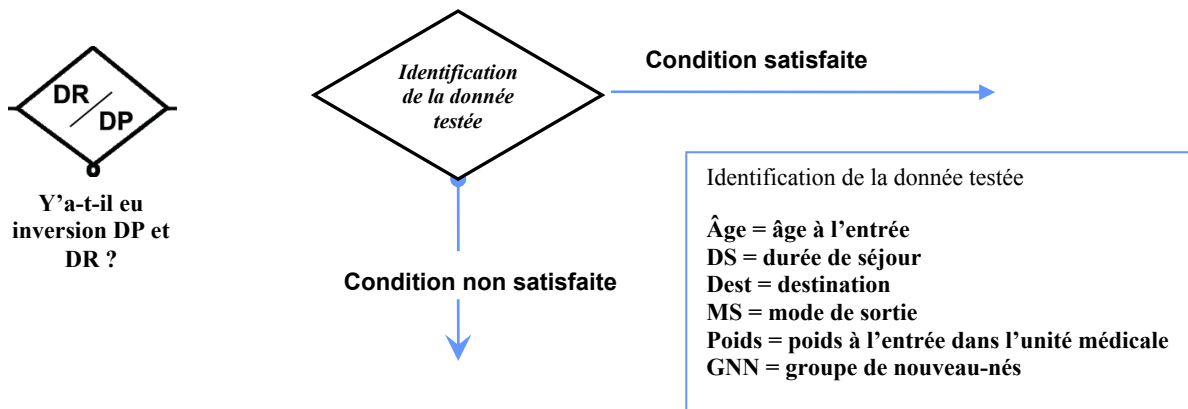 DR
DP
Y’a-t-il eu
inversion DP et
DR ?
Identification
de la donnée
testée
Condition satisfaite
Condition non satisfaite
Identification de la donnée testée
Âge = âge à l’entrée
DS = durée de séjour
Dest = destination
MS = mode de sortie
Poids = poids à l’entrée dans l’unité médicale
GNN = groupe de nouveau-nés